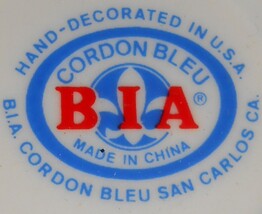 HAND-DECORATED IN U.S.A.
CORDON BLEU
BIA®
MADE IN CHINA
B.I.A. CORDON BLEU SAN CARLOS CA.